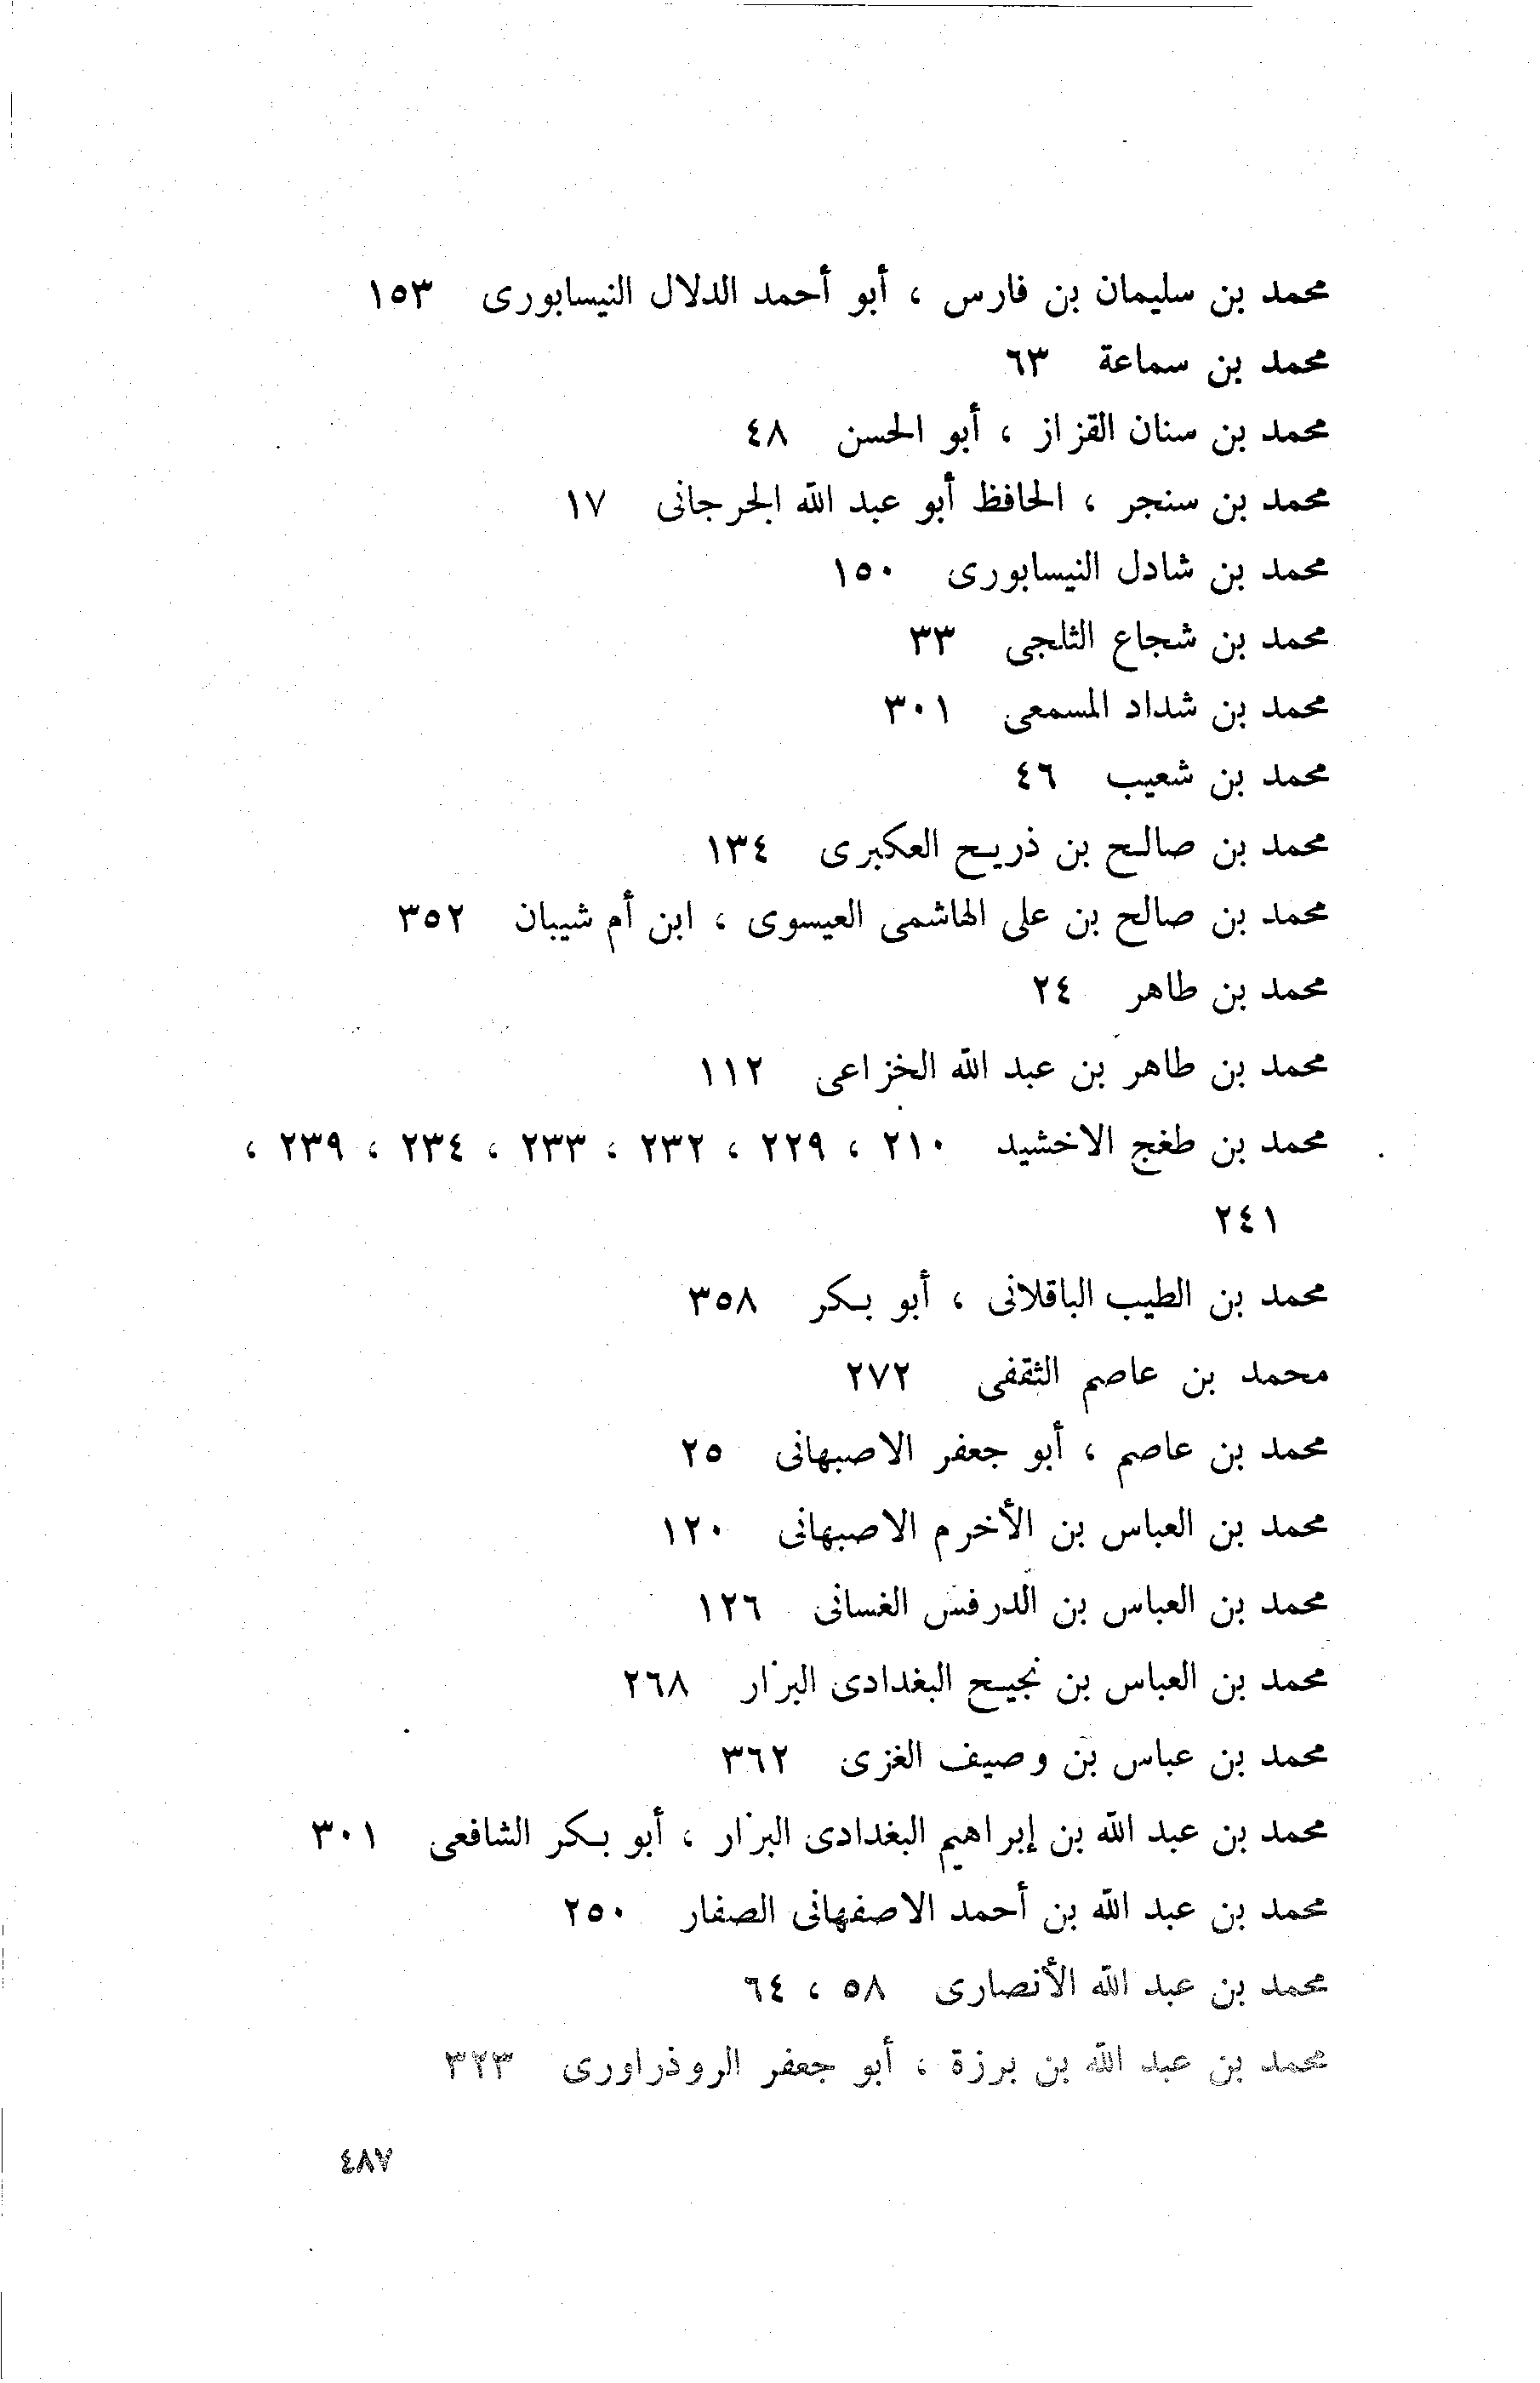 محمد بن سليمان بن فارس ، أبو أحمد الدلال النيسابورى ١٥٣
محمد بن سماعة ٦٣
محمد بن سنان القزاز ، أبو الحسن ٤٨
محمد بن سنجر ، الحافظ أبو عبد الله الجرجانى ١٧
محمد بن شادل النيسابورى ١٥٠
محمد بن شجاع الثلجى ٣٣
محمد بن شداد المسمعى ٣٠١
محمد بن شعيب ٤٦
محمد بن صالح بن ذريح العكبرى ١٣٤
محمد بن صالح بن على الهاشمى العيسوى ، ابن أم شيبان ٣٥٢
محمد بن طاهر ٢٤
محمد بن طاهر بن عبد الله الخزاعى ١١٢
محمد بن طغج الاخشيد ٢١٠ ، ٢٢٩ ، ٢٣٢ ، ٢٣٣ ، ٢٣٤ ، ٢٣٩ ،
٢٤١
محمد بن الطيب الباقلانى ، أبو بكر ٣٥٨
محمد بن عاصم الثقفى ٢٧٢
محمد بن عاصم ، أبو جعفر الاصبهانى ٢٥
محمد بن العباس بن الأخرم الاصبهانى ١٢٠
محمد بن العباس بن الدرفس الغسانى ١٢٦
محمد بن العباس بن نجيح البغدادى البزار ٢٦٨
محمد بن عباس بن وصيف الغزى ٣٦٢
محمد بن عبد الله بن إبراهيم البغدادى البزار ، أبو بكر الشافعى ٣٠١
محمد بن عبد الله بن أحمد الاصفهانى الصفار ٢٥٠
محمد بن عبد الله الأنصارى ٥٨ ، ٦٤
محمد بن عبد الله بن برزة ، أبو جعفر الروذراورى ٣٢٣
٤٨٧